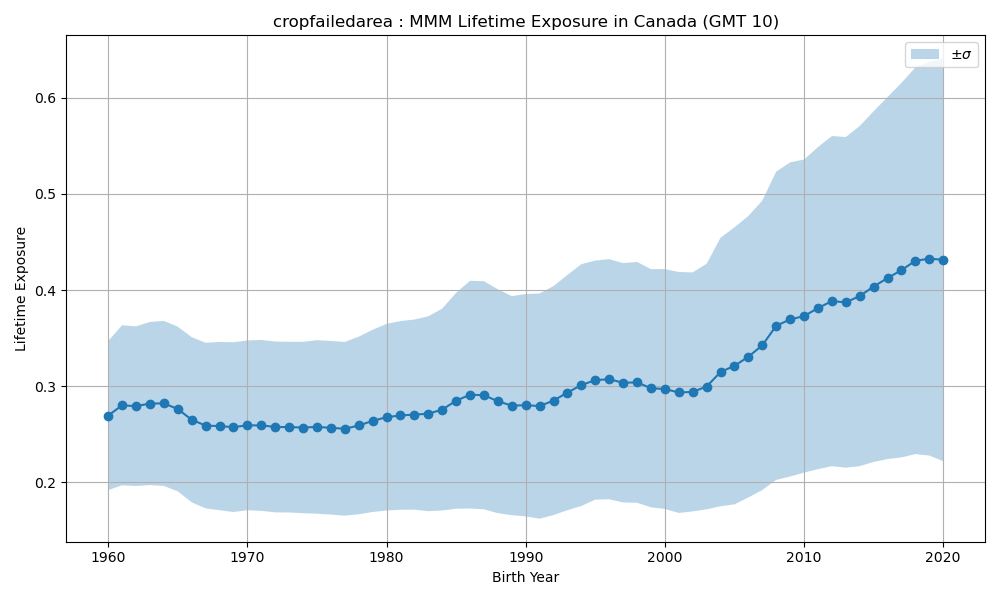 cropfailedarea : MMM Lifetime Exposure in Canada (GMT 10)
±σ
0.6
0.5
0.4
0.3
0.2
Lifetime Exposure
1960 1970 1980 1990 2000 2010 2020
Birth Year